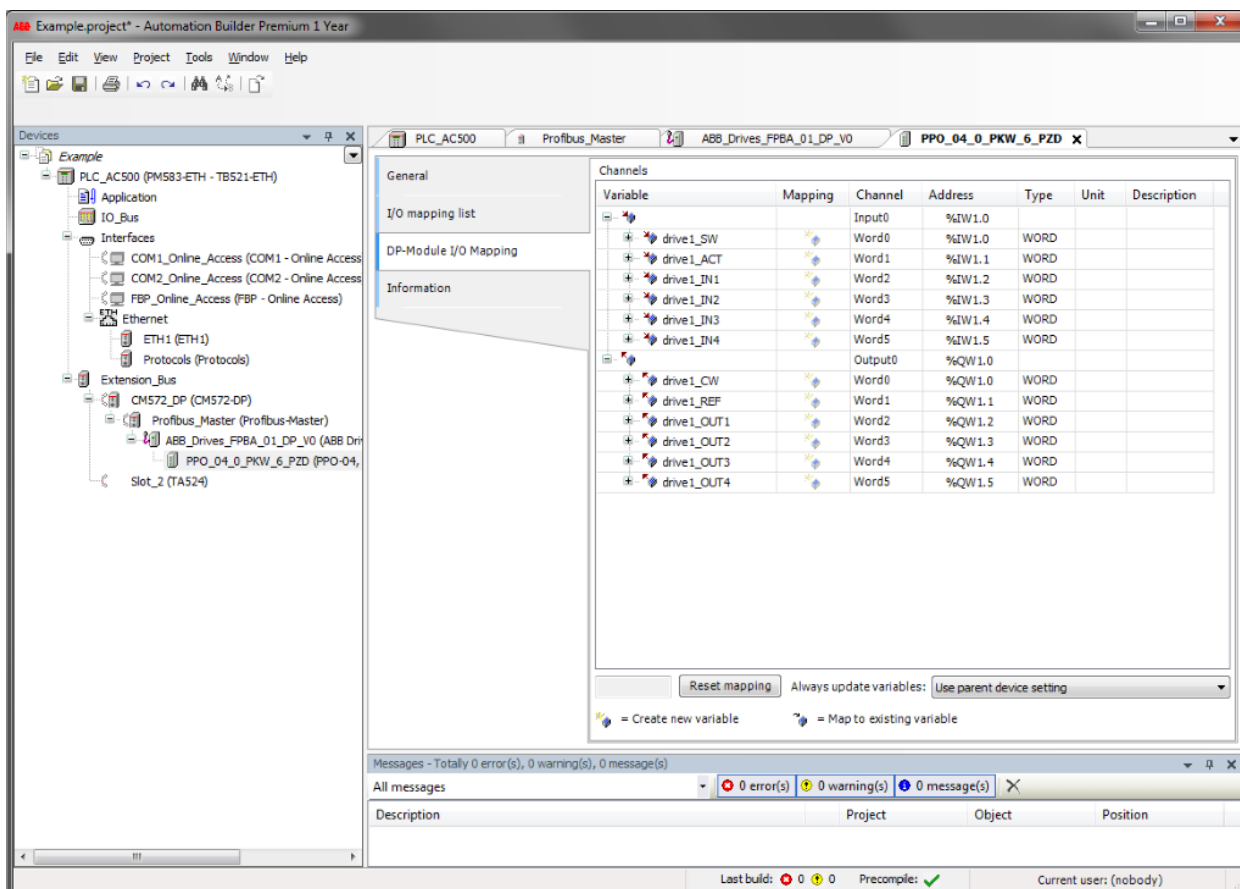 ABB Example.project* - Automation Builder Premium 1 Year
File Edit View Project Tools Window Help
Devices
Example
PLC_AC500 (PM583-ETH - TB521-ETH)
Application
IO_Bus
Interfaces
COM1_Online_Access (COM1 - Online Access
COM2_Online_Access (COM2 - Online Access
FBP_Online_Access (FBP - Online Access)
ETH
Ethernet
ETH1 (ETH1)
Protocols (Protocols)
Extension_Bus
CM572_DP (CM572-DP)
Profibus_Master (Profibus-Master)
ABB_Drives_FPBA_01_DP_V0 (ABB Dri
PPO_04_0_PKW_6_PZD (PPO-04,
Slot_2 (TA524)
PLC_AC500 Profibus_Master ABB_Drives_FPBA_01_DP_V0 PPO_04_0_PKW_6_PZD
General
I/O mapping list
DP-Module I/O Mapping
Information
Channels
Variable Mapping Channel Address Type Unit Description
Input0 %IW1.0
drive1_SW Word0 %IW1.0 WORD
drive1_ACT Word1 %IW1.1 WORD
drive1_IN1 Word2 %IW1.2 WORD
drive1_IN2 Word3 %IW1.3 WORD
drive1_IN3 Word4 %IW1.4 WORD
drive1_IN4 Word5 %IW1.5 WORD
Output0 %QW1.0
drive1_CW Word0 %QW1.0 WORD
drive1_REF Word1 %QW1.1 WORD
drive1_OUT1 Word2 %QW1.2 WORD
drive1_OUT2 Word3 %QW1.3 WORD
drive1_OUT3 Word4 %QW1.4 WORD
drive1_OUT4 Word5 %QW1.5 WORD
Reset mapping Always update variables: Use parent device setting
= Create new variable = Map to existing variable
Messages - Totally 0 error(s), 0 warning(s), 0 message(s)
All messages 0 error(s) 0 warning(s) 0 message(s)
Description Project Object Position
Last build: 0 0 Precompile: Current user: (nobody)